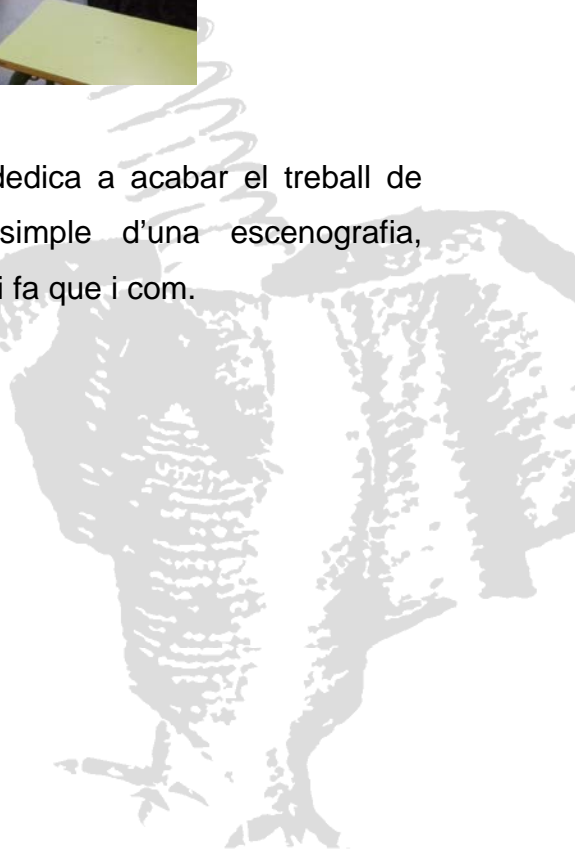 dedica a acabar el treball de
simple d'una escenografia,
i fa que i com.